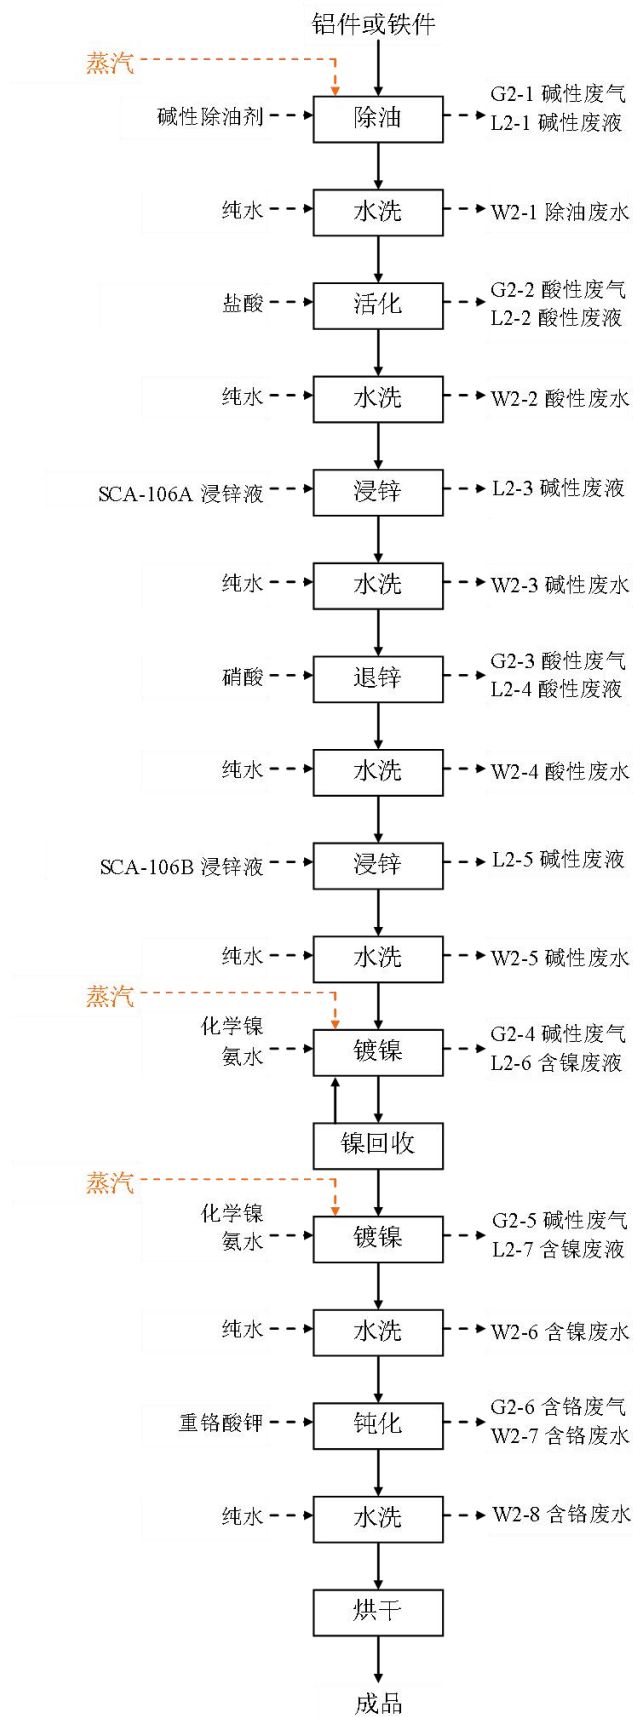 铝件或铁件
蒸汽
碱性除油剂
除油
G2-1 碱性废气
L2-1 碱性废液
纯水
水洗
W2-1 除油废水
盐酸
活化
G2-2 酸性废气
L2-2 酸性废液
纯水
水洗
W2-2 酸性废水
SCA-106A 浸锌液
浸锌
L2-3 碱性废液
纯水
水洗
W2-3 碱性废水
硝酸
退锌
G2-3 酸性废气
L2-4 酸性废液
纯水
水洗
W2-4 酸性废水
SCA-106B 浸锌液
浸锌
L2-5 碱性废液
纯水
水洗
W2-5 碱性废水
蒸汽
化学镍
氨水
镀镍
G2-4 碱性废气
L2-6 含镍废液
镍回收
蒸汽
化学镍
氨水
镀镍
G2-5 碱性废气
L2-7 含镍废液
纯水
水洗
W2-6 含镍废水
重铬酸钾
钝化
G2-6 含铬废气
W2-7 含铬废水
纯水
水洗
W2-8 含铬废水
烘干
成品